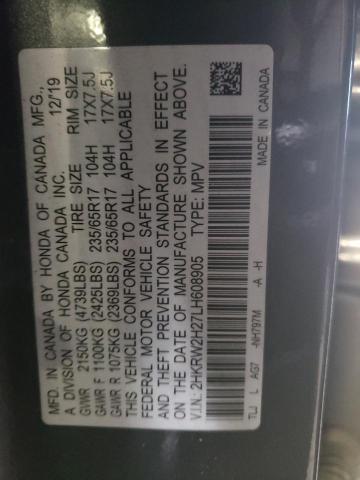 MFD. IN CANADA BY HONDA OF CANADA MFG.,
A DIVISION OF HONDA CANADA INC. 12/19
TIRE SIZE RIM SIZE
GVWR 2150KG (4739LBS)
GAWR F 1100KG (2425LBS) 235/65R17 104H 17X7.5J
GAWR R 1075KG (2369LBS) 235/65R17 104H 17X7.5J
THIS VEHICLE CONFORMS TO ALL APPLICABLE
FEDERAL MOTOR VEHICLE SAFETY
AND THEFT PREVENTION STANDARDS IN EFFECT
ON THE DATE OF MANUFACTURE SHOWN ABOVE.
V.I.N.: 2HKRW2H27LH608905 TYPE: MPV
TLJ L AG7 -NH797M -A -H MADE IN CANADA